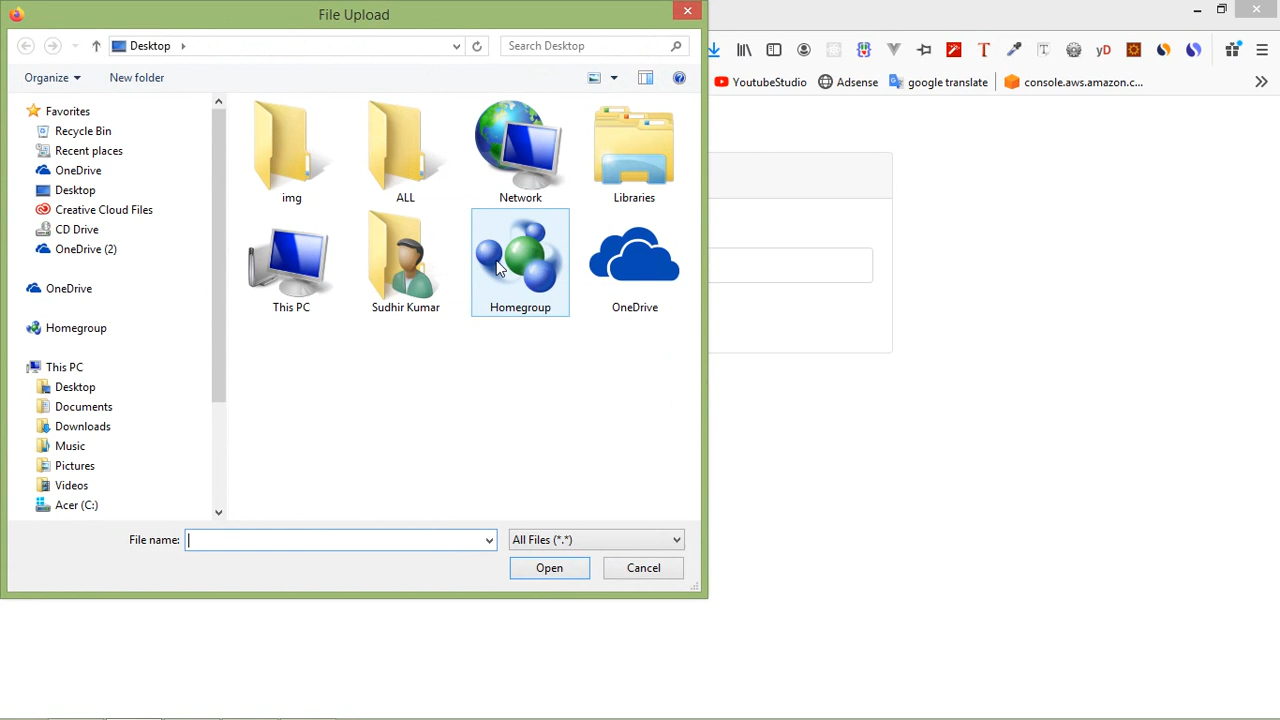 File Upload
Desktop
Search Desktop
YoutubeStudio Adsense google translate console.aws.amazon.c...
yD
Organize New folder
Favorites
Recycle Bin
Recent places
OneDrive
Desktop
Creative Cloud Files
CD Drive
OneDrive (2)
OneDrive
Homegroup
This PC
Desktop
Documents
Downloads
Music
Pictures
Videos
Acer (C:)
img ALL Network Libraries
This PC Sudhir Kumar Homegroup OneDrive
File name: All Files (*.*)
Open Cancel